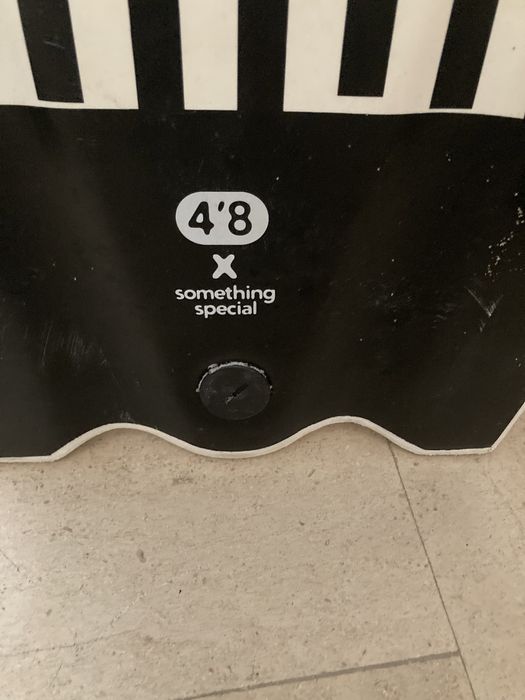 4'8
X
something
special